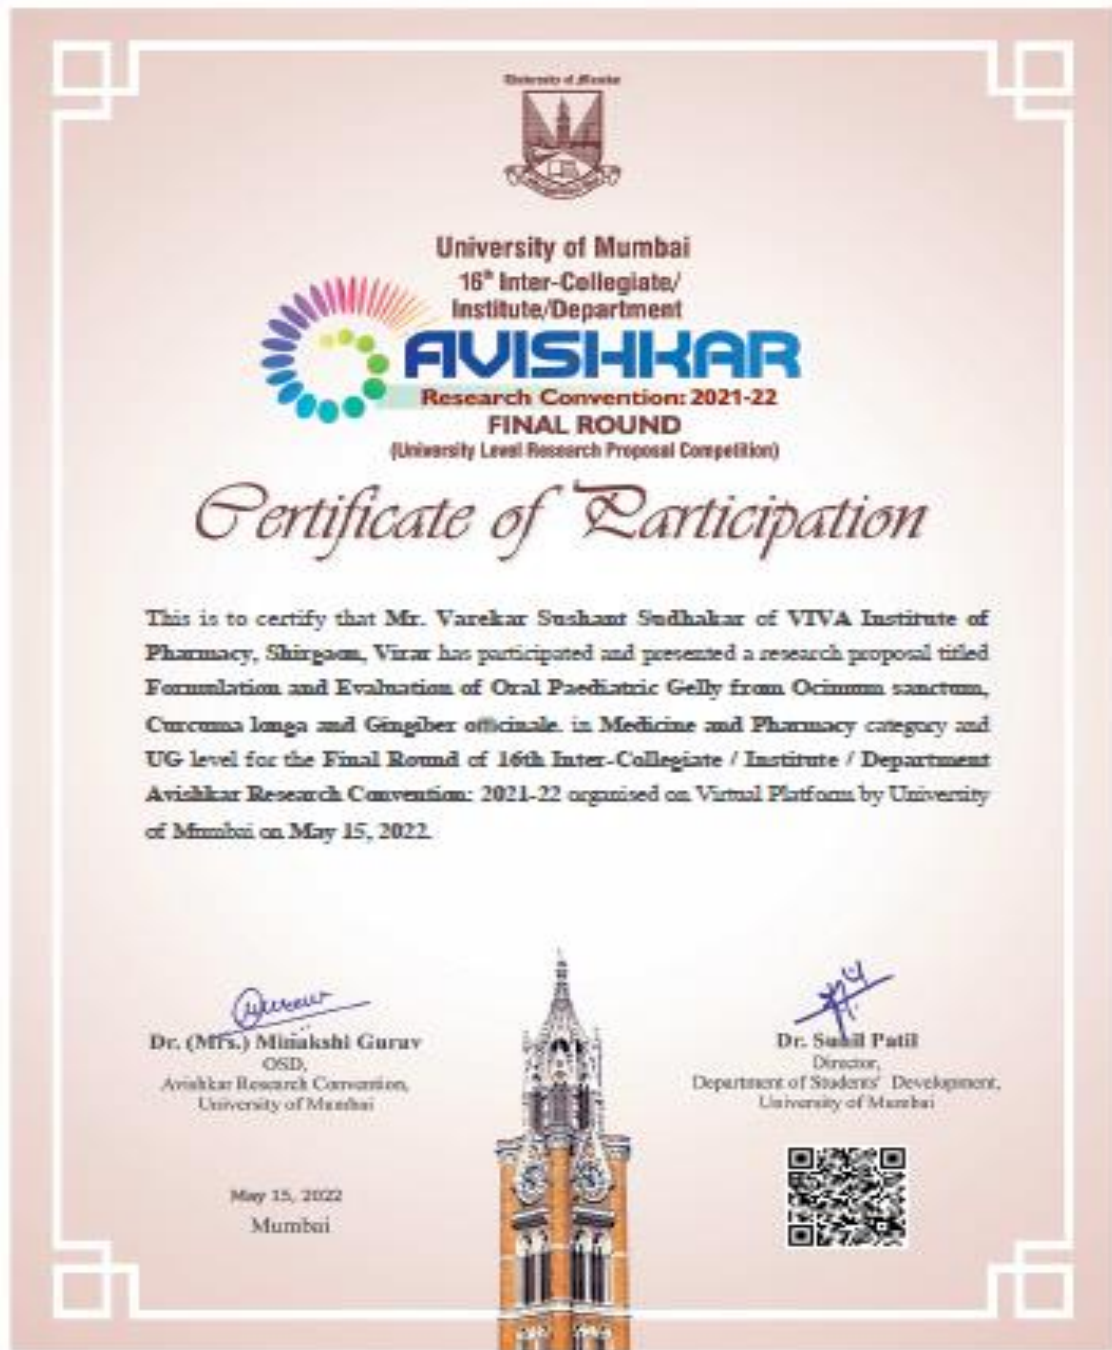 University of Mumbai
University of Mumbai
16th Inter-Collegiate/
Institute/Department
AVISHKAR
Research Convention: 2021-22
FINAL ROUND
(University Level Research Proposal Competition)
Certificate of Participation
This is to certify that Mr. Varekar Sushant Sudhakar of VIVA Institute of
Pharmacy, Shirgaon, Virar has participated and presented a research proposal titled
Formulation and Evaluation of Oral Paediatric Gelly from Ocimum sanctum,
Curcuma longa and Gingiber officinale. in Medicine and Pharmacy category and
UG level for the Final Round of 16th Inter-Collegiate / Institute / Department
Avishkar Research Convention: 2021-22 organised on Virtual Platform by University
of Mumbai on May 15, 2022.
Dr. (Mrs.) Minakshi Gurav
OSD,
Avishkar Research Convention,
University of Mumbai
Dr. Sunil Patil
Director,
Department of Students' Development,
University of Mumbai
May 15, 2022
Mumbai